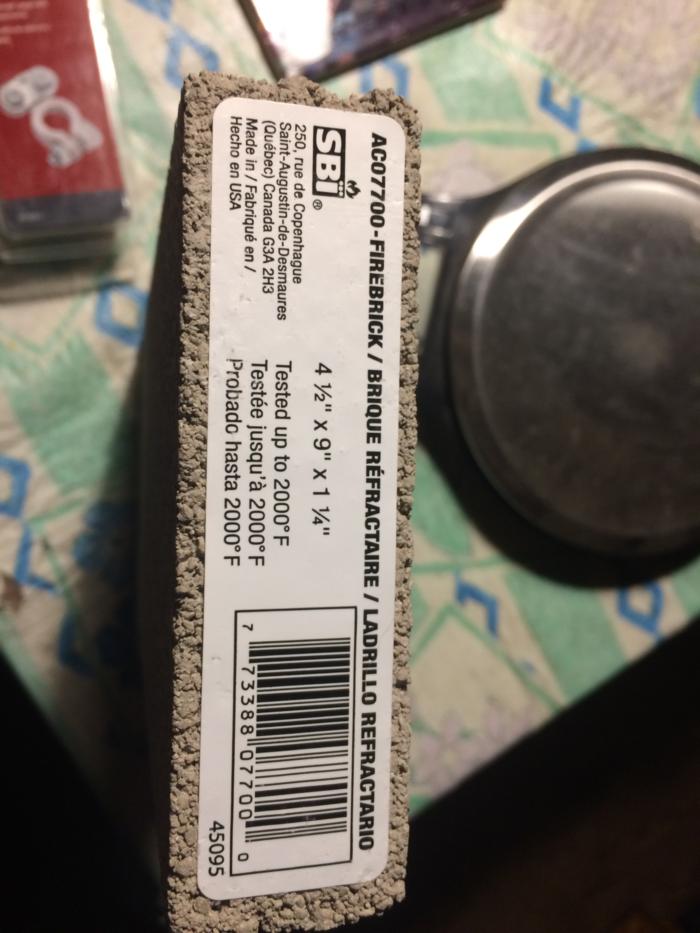 AC07700-FIREBRICK / BRIQUE RÉFRACTAIRE / LADRILLO REFRACTARIO
SBI®
250, rue de Copenhague
Saint-Augustin-de-Desmaures
(Québec) Canada G3A 2H3
Made in / Fabriqué en /
Hecho en USA
4 ½" x 9" x 1 ¼"
Tested up to 2000°F
Testée jusqu'à 2000°F
Probado hasta 2000°F
7 73388 07700 0
45095